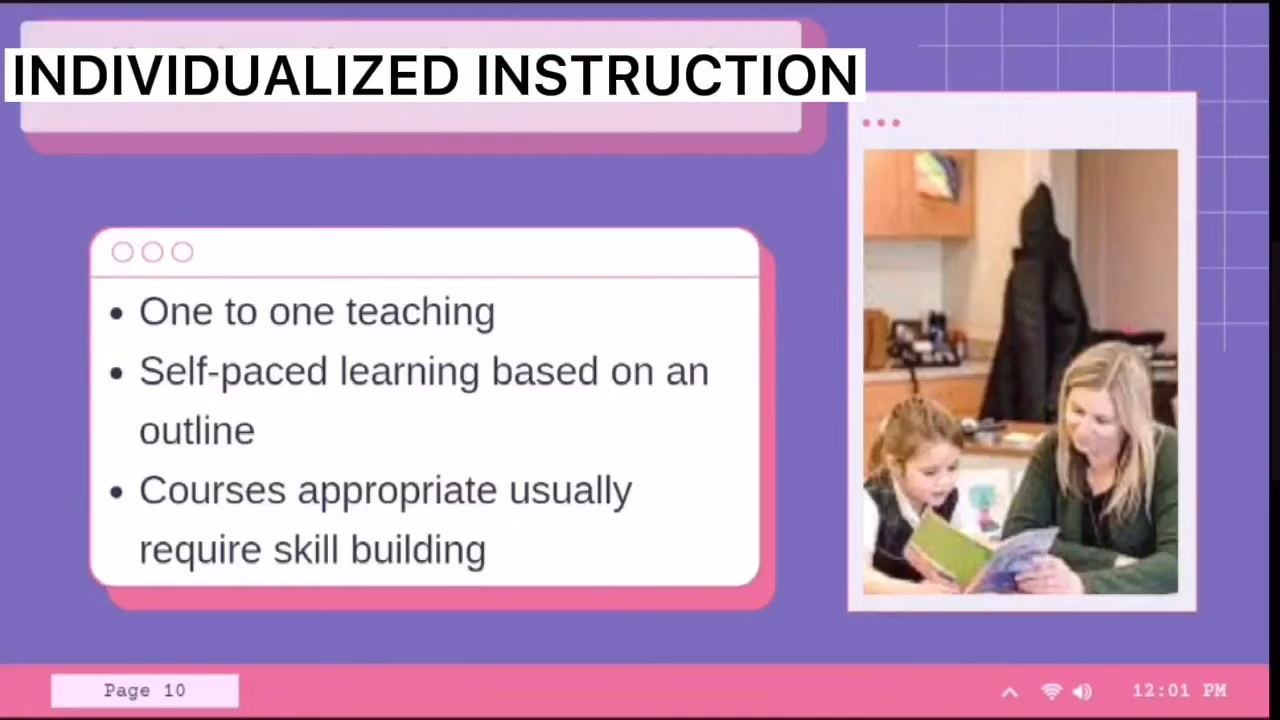 INDIVIDUALIZED INSTRUCTION
• One to one teaching
• Self-paced learning based on an
outline
• Courses appropriate usually
require skill building
Page 10
12:01 PM